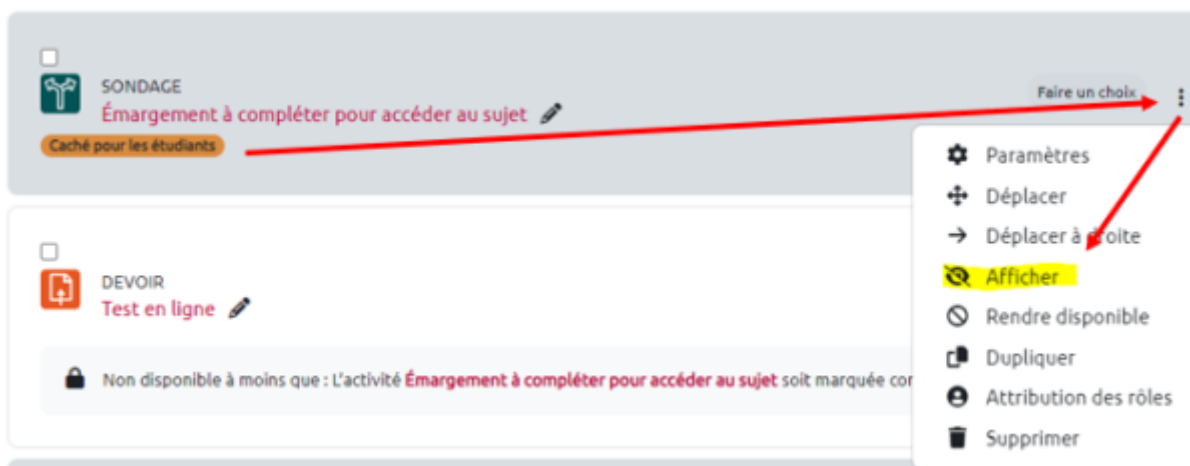 SONDAGE
Faire un choix
Émargement à compléter pour accéder au sujet
Caché pour les étudiants
Paramètres
Déplacer
Déplacer à droite
Afficher
Rendre disponible
Dupliquer
Attribution des rôles
Supprimer
DEVOIR
Test en ligne
Non disponible à moins que : L'activité Émargement à compléter pour accéder au sujet soit marquée